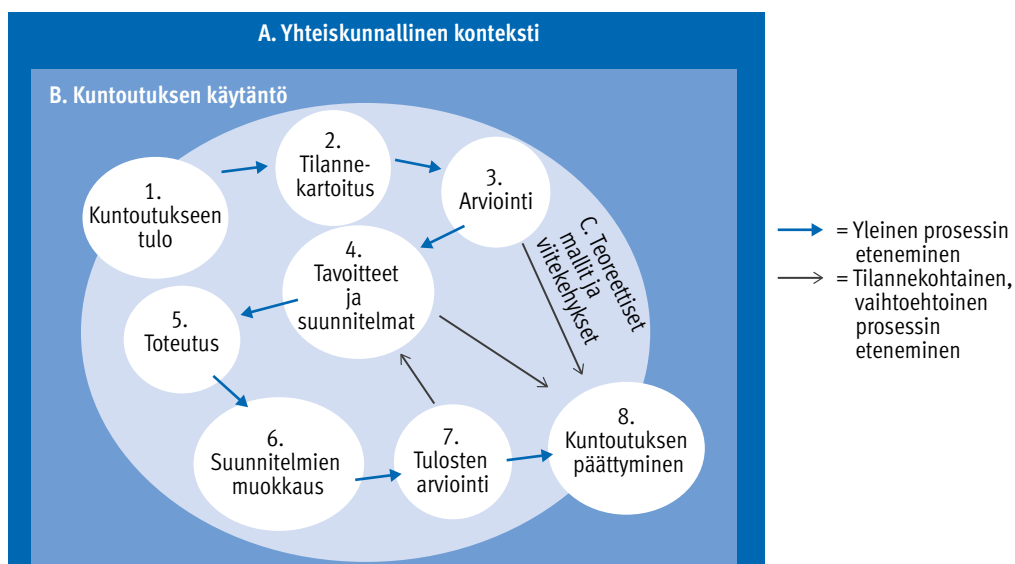 A. Yhteiskunnallinen konteksti
B. Kuntoutuksen käytäntö
1.
Kuntoutukseen
tulo
2.
Tilanne-
kartoitus
3.
Arviointi
4.
Tavoitteet
ja
suunnitelmat
5.
Toteutus
6.
Suunnitelmien
muokkaus
7.
Tulosten
arviointi
8.
Kuntoutuksen
päättyminen
C. Teoreettiset
mallit ja
viitekehykset
= Yleinen prosessin
eteneminen
= Tilannekohtainen,
vaihtoehtoinen
prosessin
eteneminen